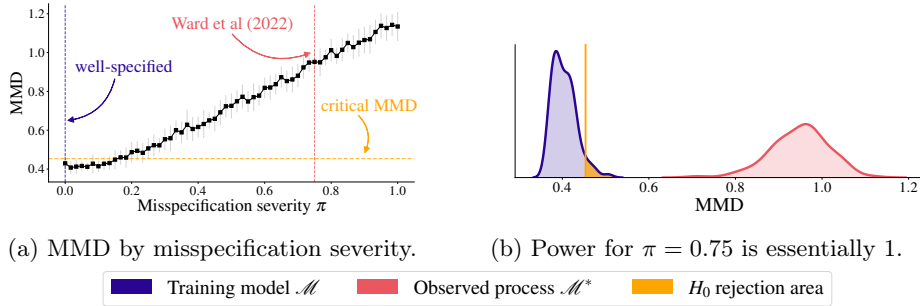 Ward et al (2022)
well-specified
critical MMD
MMD
1.2
1.0
0.8
0.6
0.4
0.0 0.2 0.4 0.6 0.8 1.0
Misspecification severity π
0.4 0.6 0.8 1.0 1.2
MMD
(a) MMD by misspecification severity.
(b) Power for π = 0.75 is essentially 1.
Training model ℳ
Observed process ℳ*
H₀ rejection area